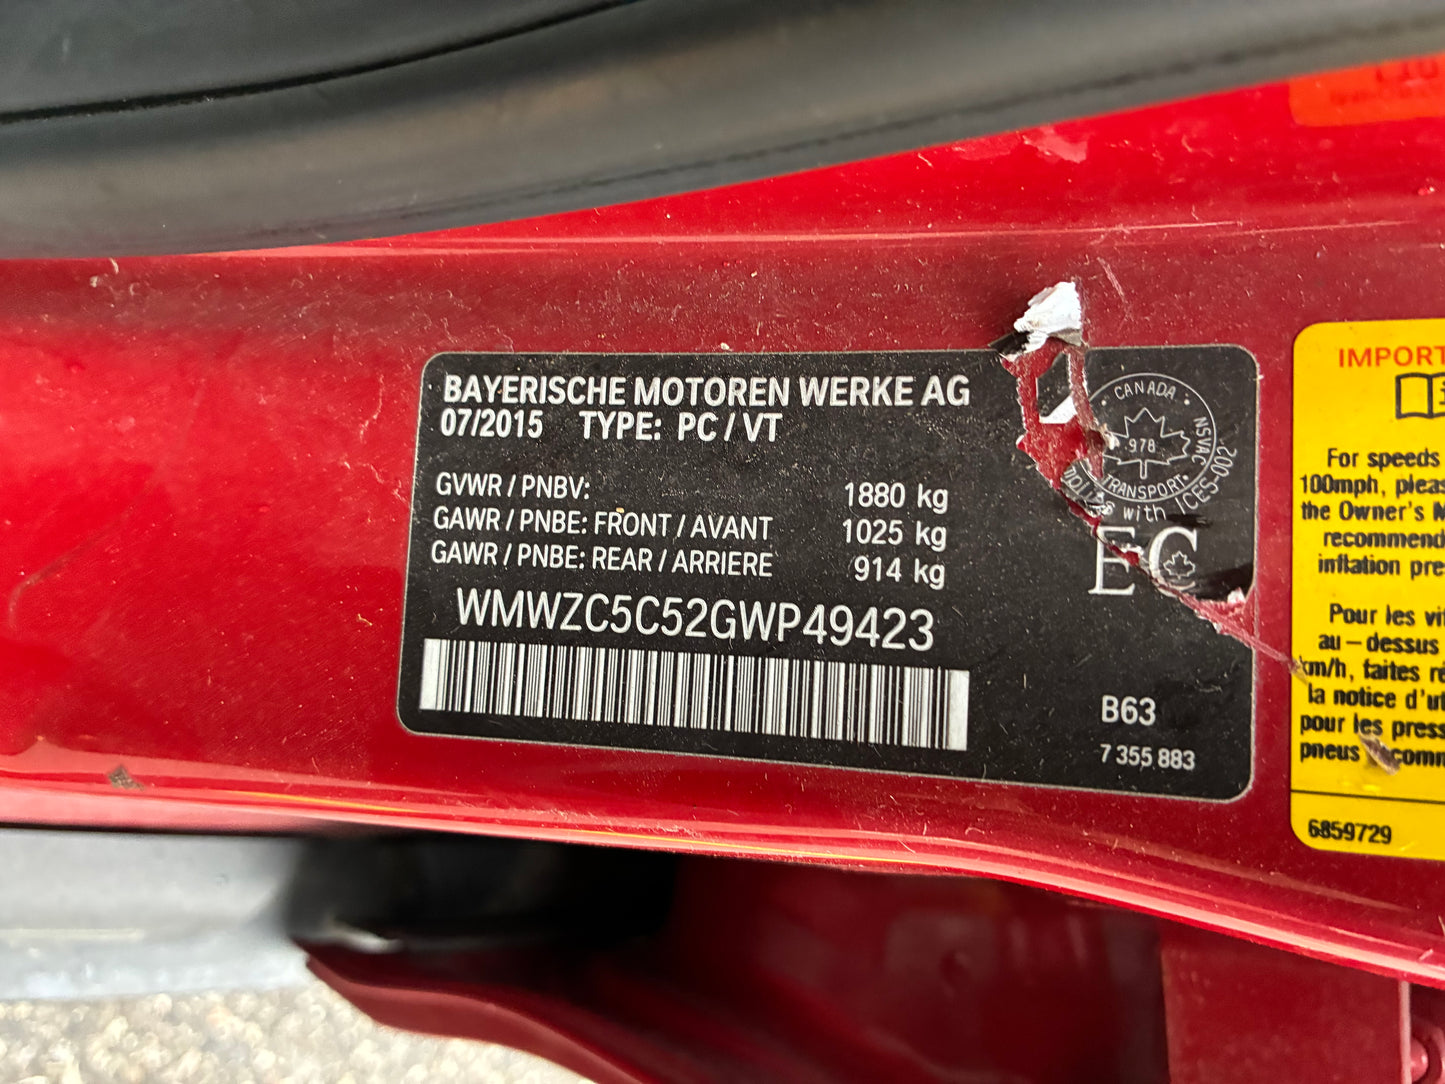 BAYERISCHE MOTOREN WERKE AG
07/2015 TYPE: PC / VT
GVWR / PNBV: 1880 kg
GAWR / PNBE: FRONT / AVANT 1025 kg
GAWR / PNBE: REAR / ARRIERE 914 kg
WMWZC5C52GWP49423
CANADA
NSVAC
978
TRANSPORT
with ICES-002
EC
B63
7 355 883
IMPORT
For speeds
100mph, pleas
the Owner's M
recommend
inflation pre
Pour les vit
au-dessus
km/h, faites ré
la notice d'ut
pour les press
pneus
6859729